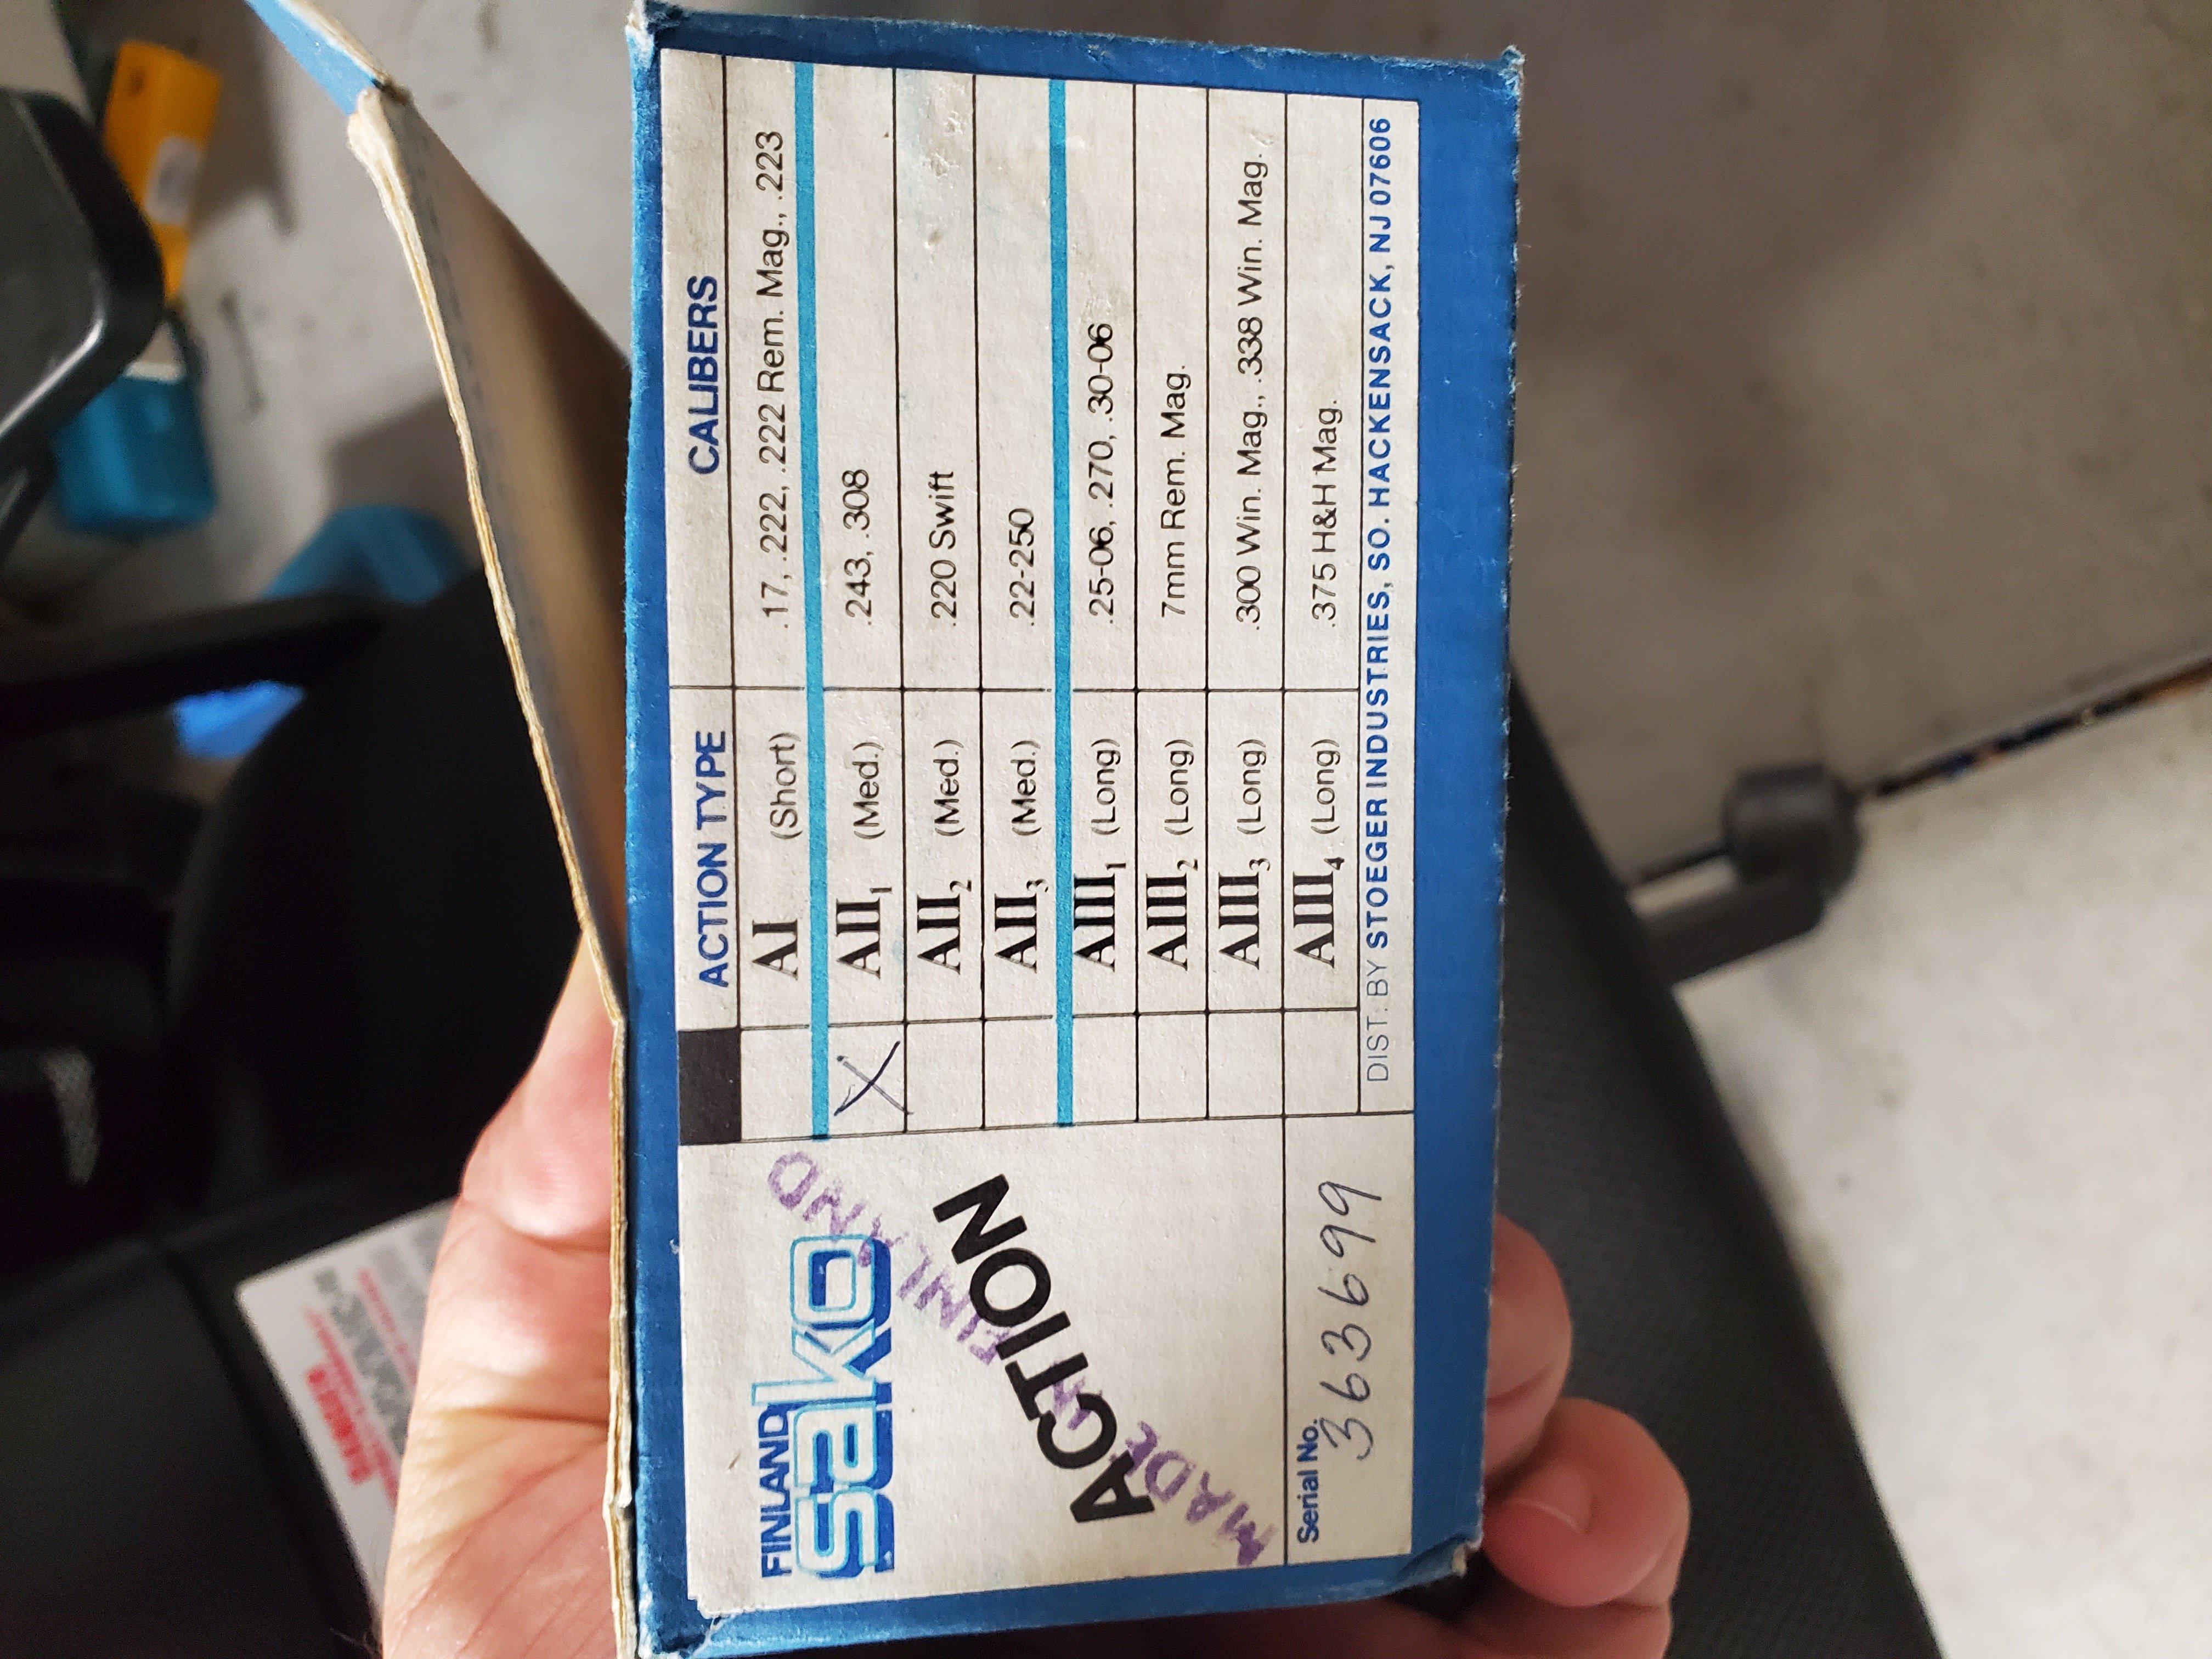 ACTION TYPE CALIBERS
AI (Short) .17, .222, .222 Rem. Mag., .223
X AII1 (Med.) .243, .308
AII2 (Med.) .220 Swift
AII3 (Med.) .22-250
AIII1 (Long) .25-06, .270, .30-06
AIII2 (Long) 7mm Rem. Mag.
AIII3 (Long) .300 Win. Mag., .338 Win. Mag.
AIII4 (Long) .375 H&H Mag.
DIST. BY STOEGER INDUSTRIES, SO. HACKENSACK, NJ 07606
FINLAND
sako
ACTION
MADE IN FINLAND
Serial No.
363699
DANGER